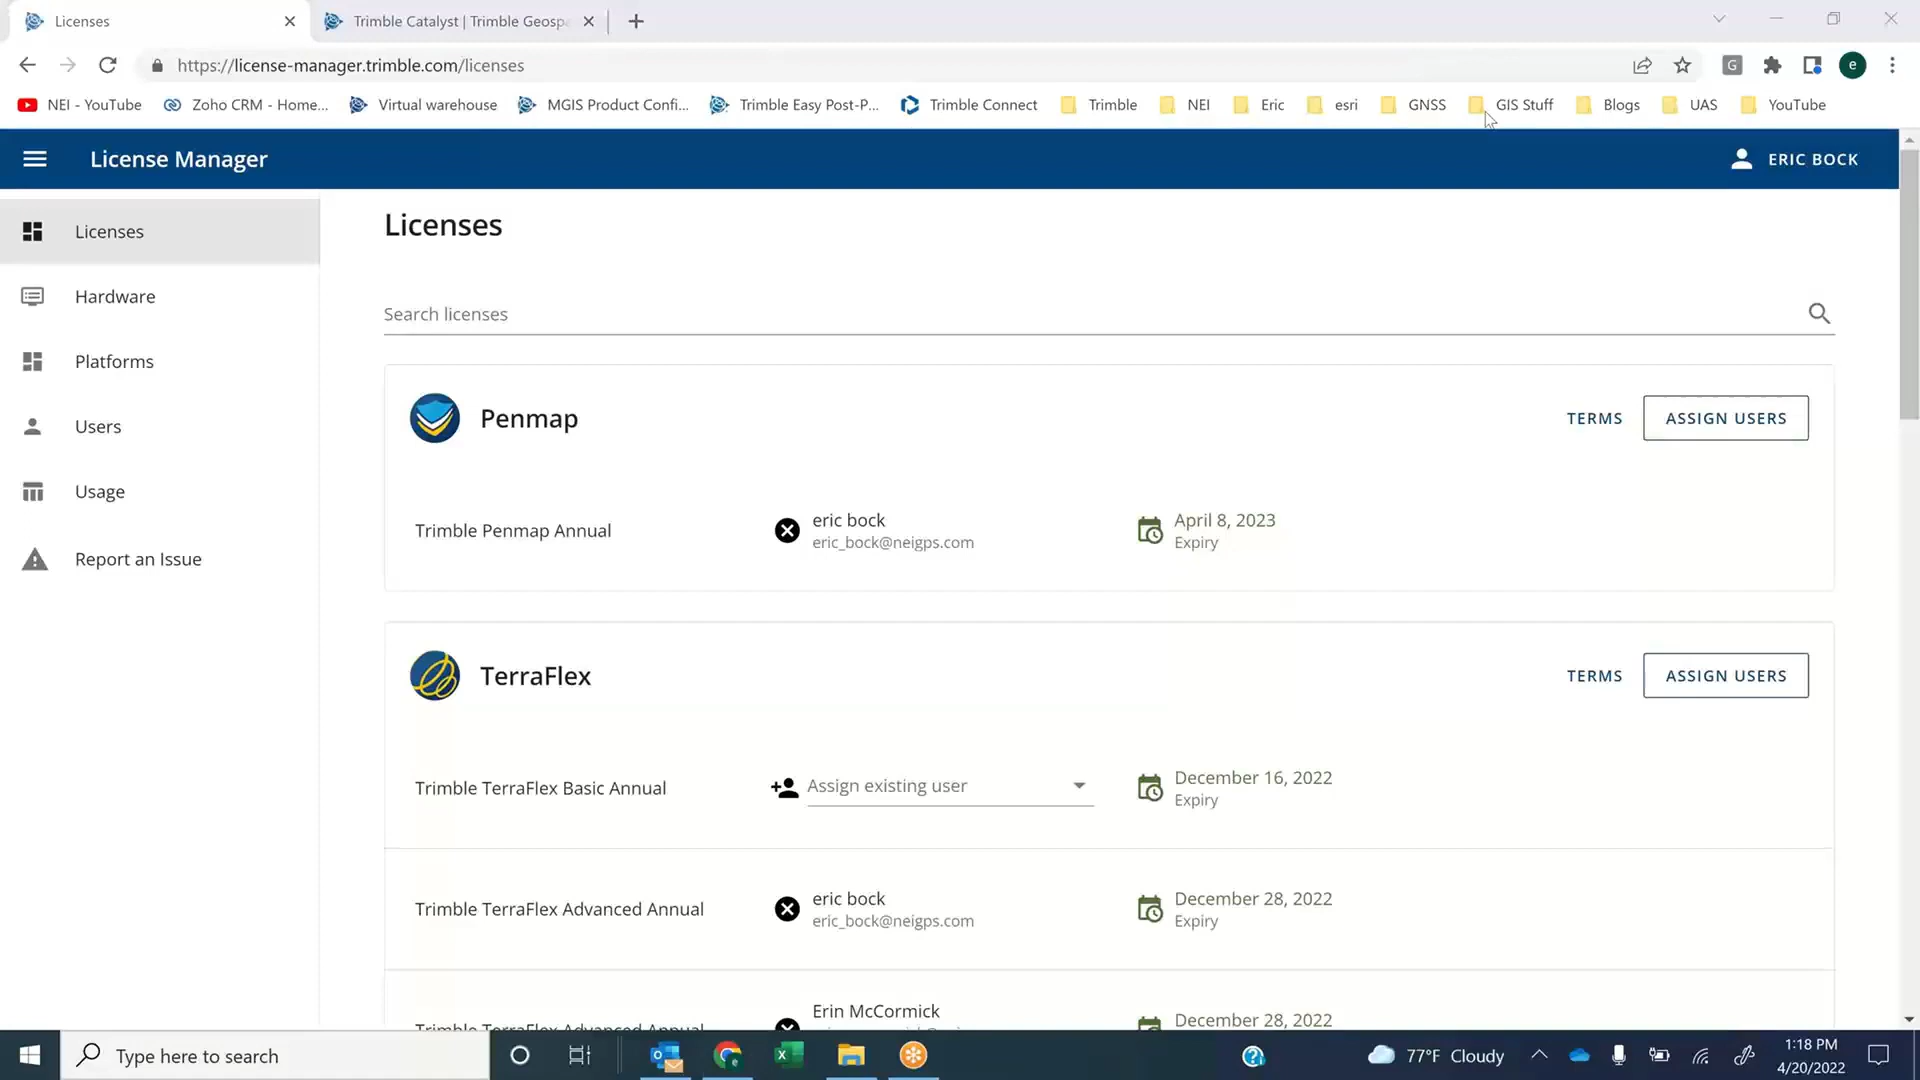 Licenses
Trimble Catalyst | Trimble Geospa
https://license-manager.trimble.com/licenses
G
e
NEI - YouTube
Zoho CRM - Home...
Virtual warehouse
MGIS Product Confi...
Trimble Easy Post-P...
Trimble Connect
Trimble
NEI
Eric
esri
GNSS
GIS Stuff
Blogs
UAS
YouTube
License Manager
ERIC BOCK
Licenses
Hardware
Platforms
Users
Usage
Report an Issue
Licenses
Search licenses
Penmap
TERMS
ASSIGN USERS
Trimble Penmap Annual
eric bock
eric_bock@neigps.com
April 8, 2023
Expiry
TerraFlex
TERMS
ASSIGN USERS
Trimble TerraFlex Basic Annual
Assign existing user
December 16, 2022
Expiry
Trimble TerraFlex Advanced Annual
eric bock
eric_bock@neigps.com
December 28, 2022
Expiry
Trimble TerraFlex Advanced Annual
Erin McCormick
December 28, 2022
Type here to search
77°F Cloudy
1:18 PM
4/20/2022